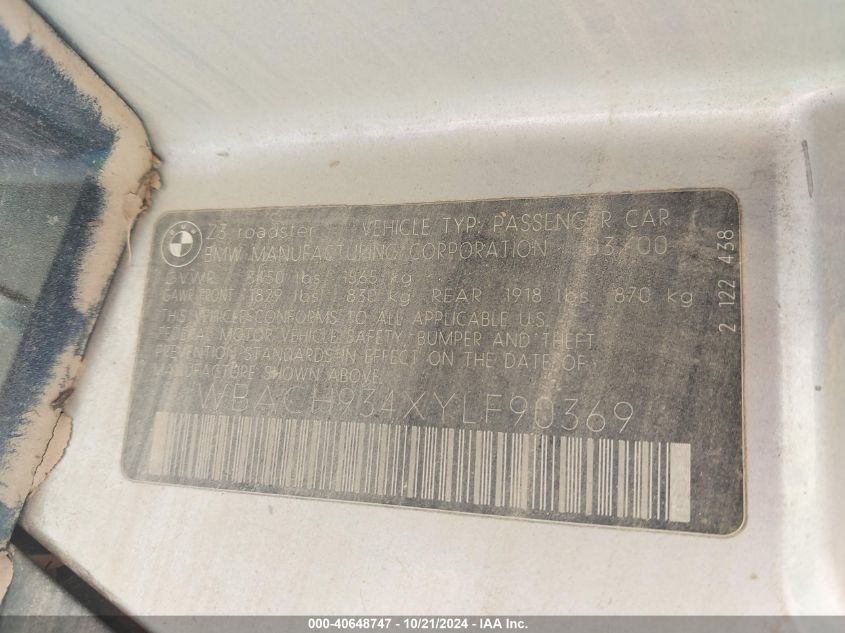 BMW
Z3 roadster VEHICLE TYP: PASSENGER CAR
BMW MANUFACTURING CORPORATION 03/00
GVWR 3450 lbs 1565 kg
GAWR FRONT 1829 lbs 830 kg REAR 1918 lbs 870 kg
THIS VEHICLE CONFORMS TO ALL APPLICABLE U.S.
FEDERAL MOTOR VEHICLE SAFETY, BUMPER AND THEFT
PREVENTION STANDARDS IN EFFECT ON THE DATE OF
MANUFACTURE SHOWN ABOVE
WBACH934XYLF90369
2 122 438
000-40648747 - 10/21/2024 - IAA Inc.